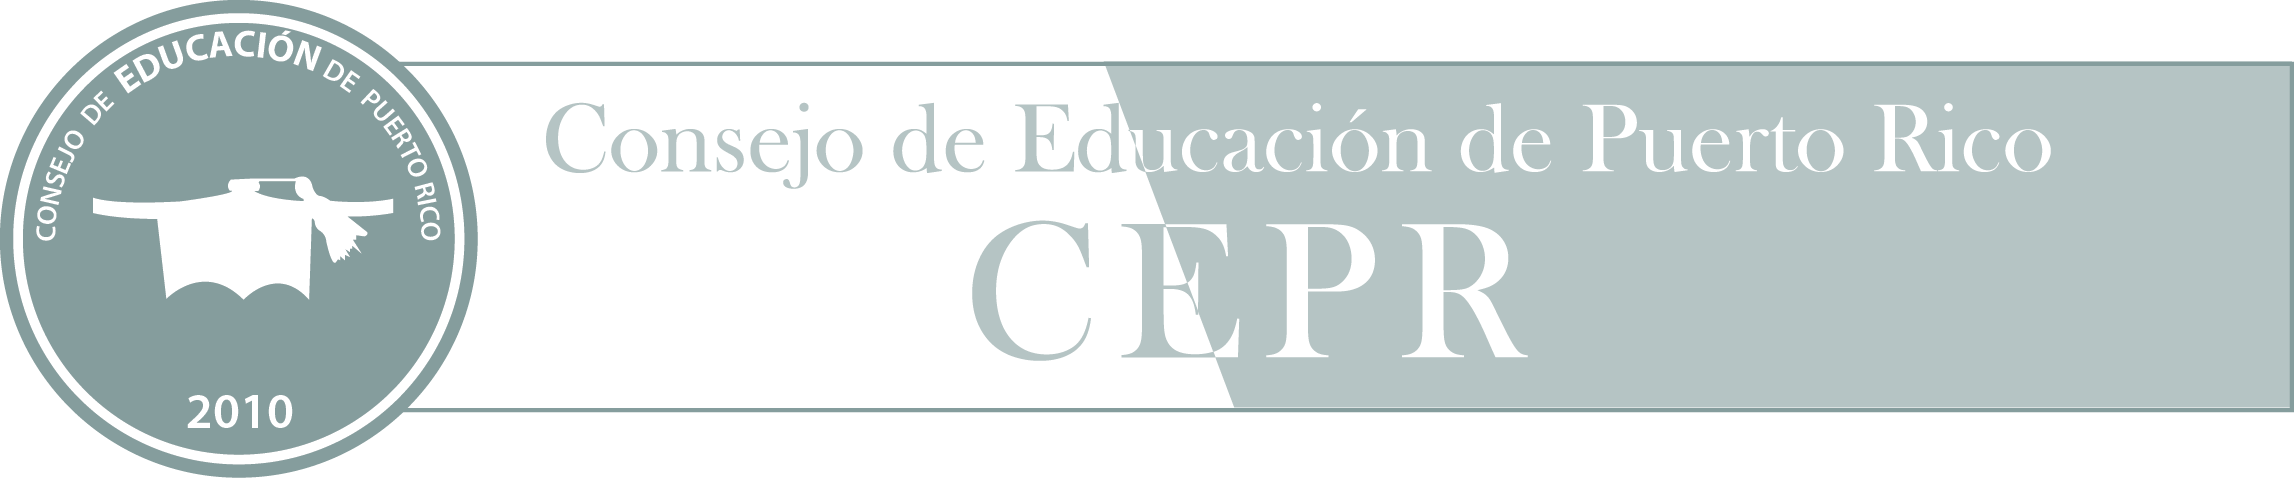 CONSEJO DE EDUCACIÓN DE PUERTO RICO
2010
Consejo de Educación de Puerto Rico
CEPR